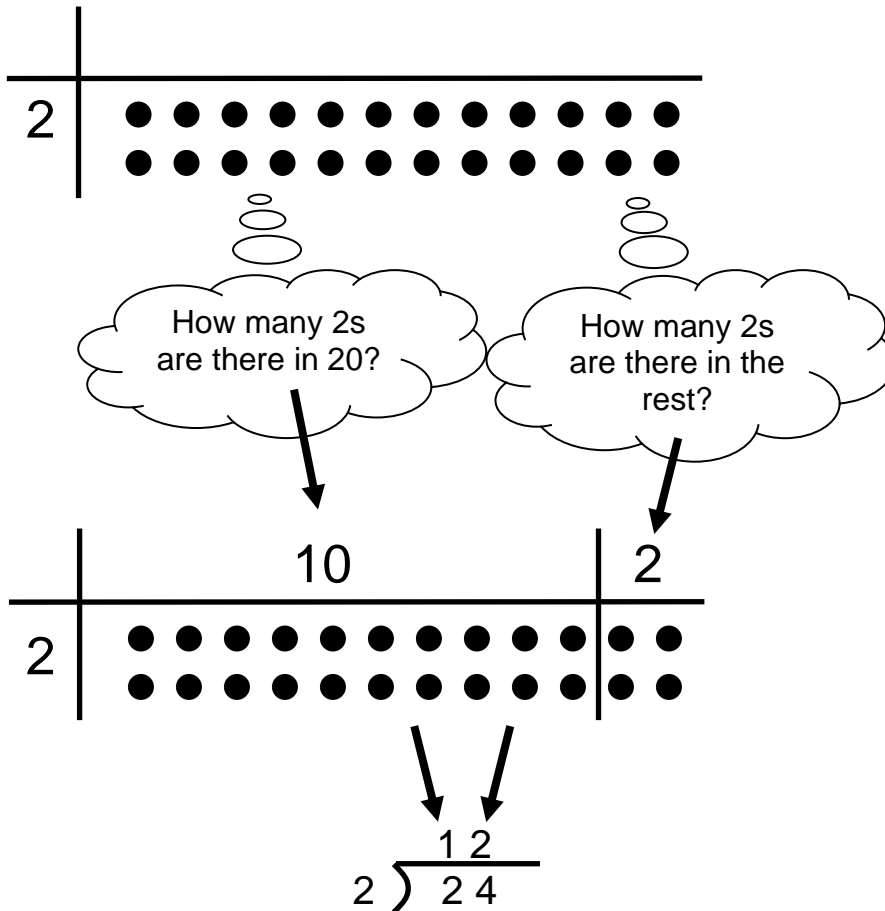 2
How many 2s
are there in 20?
How many 2s
are there in the
rest?
10 2
2
1 2
2 ) 2 4